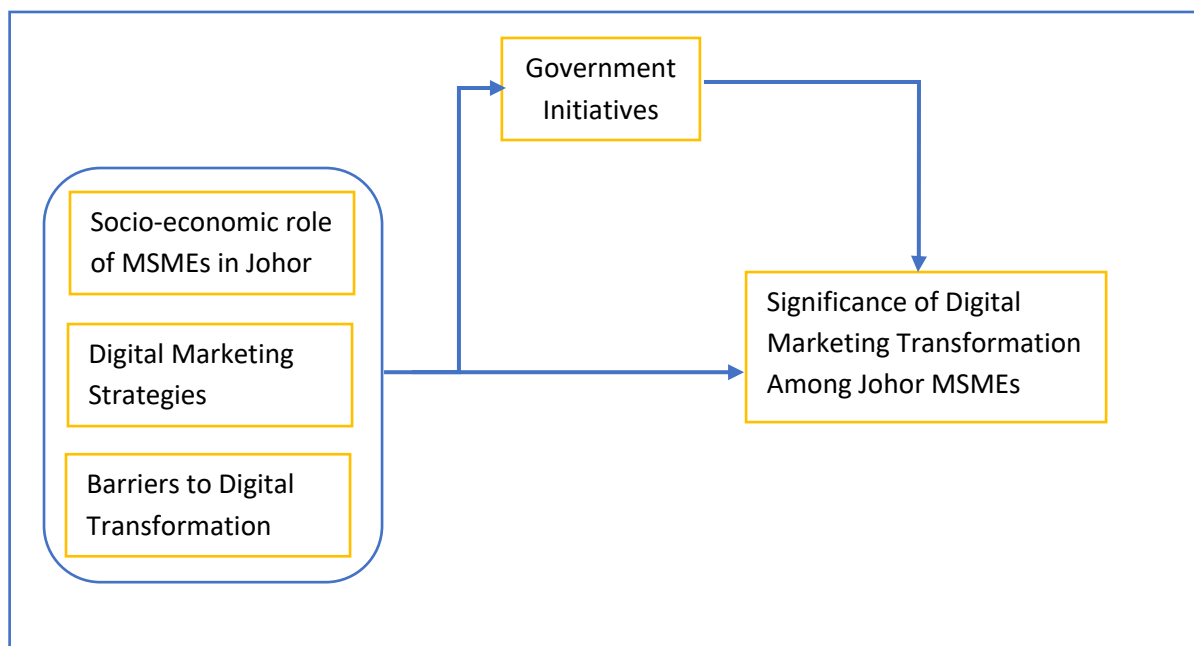 Government
Initiatives
Socio-economic role
of MSMEs in Johor
Digital Marketing
Strategies
Barriers to Digital
Transformation
Significance of Digital
Marketing Transformation
Among Johor MSMEs